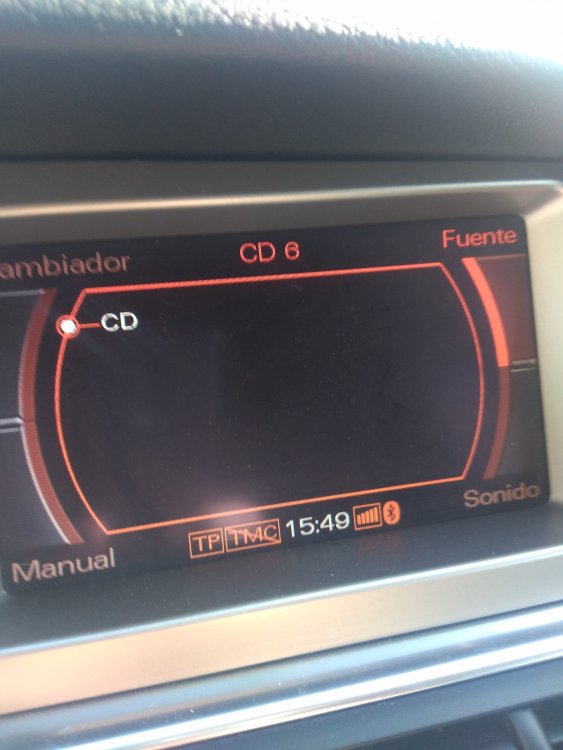 ambiador
CD 6
Fuente
CD
Manual
TP TMC 15:49
Sonido